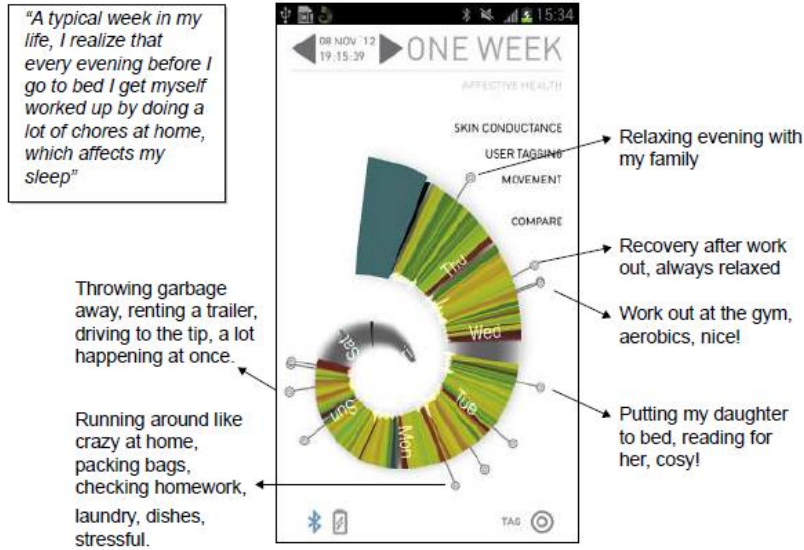 "A typical week in my
life, I realize that
every evening before I
go to bed I get myself
worked up by doing a
lot of chores at home,
which affects my
sleep"
15:34
08 NOV '12
19:15:39
ONE WEEK
AFFECTIVE HEALTH
SKIN CONDUCTANCE
USER TAGGING
MOVEMENT
COMPARE
Thu
Wed
Tue
Mon
Sun
Sat
TAG
Relaxing evening with
my family
Recovery after work
out, always relaxed
Work out at the gym,
aerobics, nice!
Putting my daughter
to bed, reading for
her, cosy!
Throwing garbage
away, renting a trailer,
driving to the tip, a lot
happening at once.
Running around like
crazy at home,
packing bags,
checking homework,
laundry, dishes,
stressful.